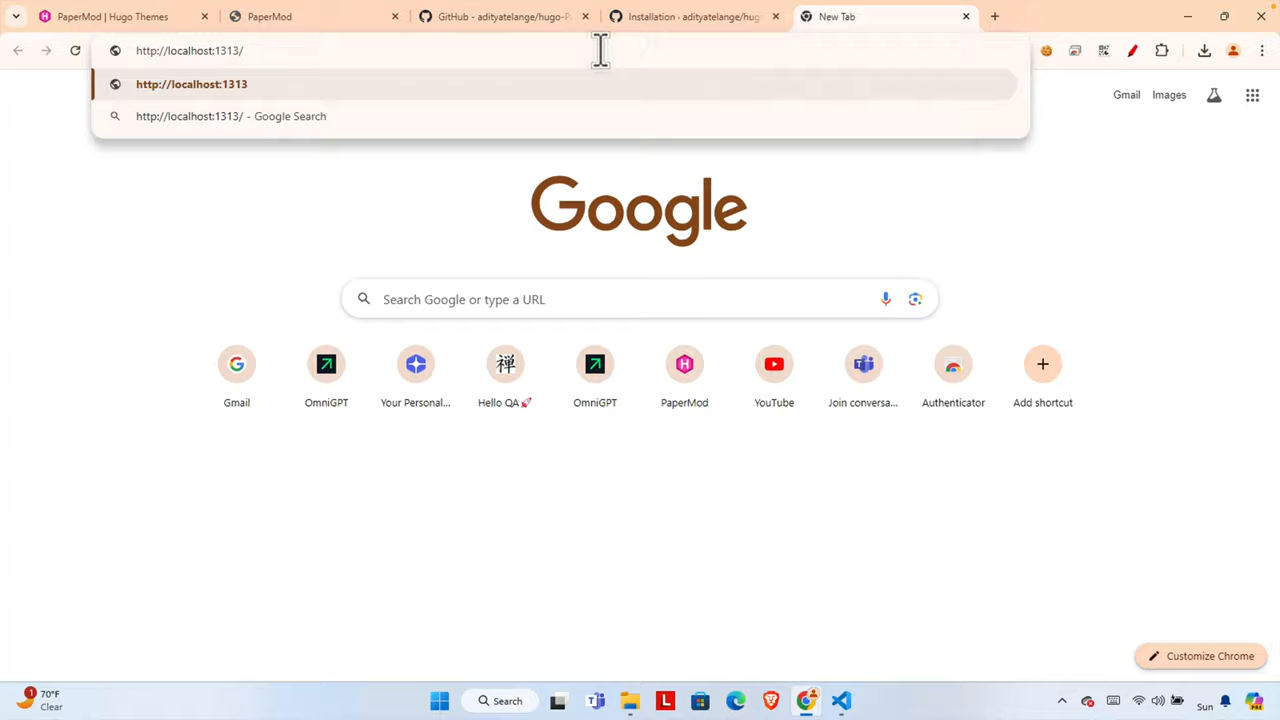 PaperMod | Hugo Themes
PaperMod
GitHub - adityatelange/hugo-P
Installation · adityatelange/hug
New Tab
http://localhost:1313/
http://localhost:1313
http://localhost:1313/ - Google Search
Gmail
Images
Google
Search Google or type a URL
Gmail
OmniGPT
Your Personal...
Hello QA🚀
OmniGPT
PaperMod
YouTube
Join conversa...
Authenticator
Add shortcut
禅
Customize Chrome
1
70°F
Clear
Search
Sun